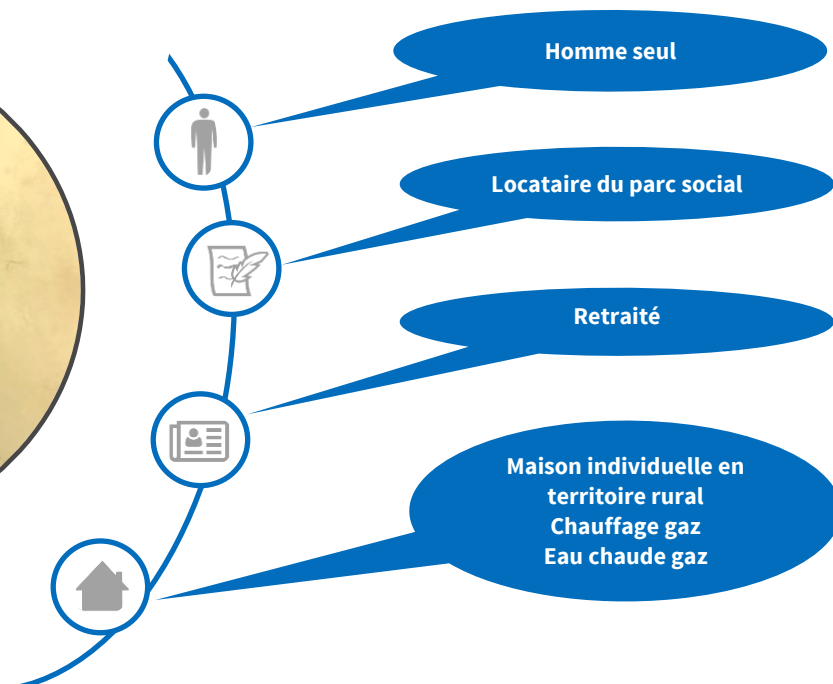 Homme seul
Locataire du parc social
Retraité
Maison individuelle en
territoire rural
Chauffage gaz
Eau chaude gaz